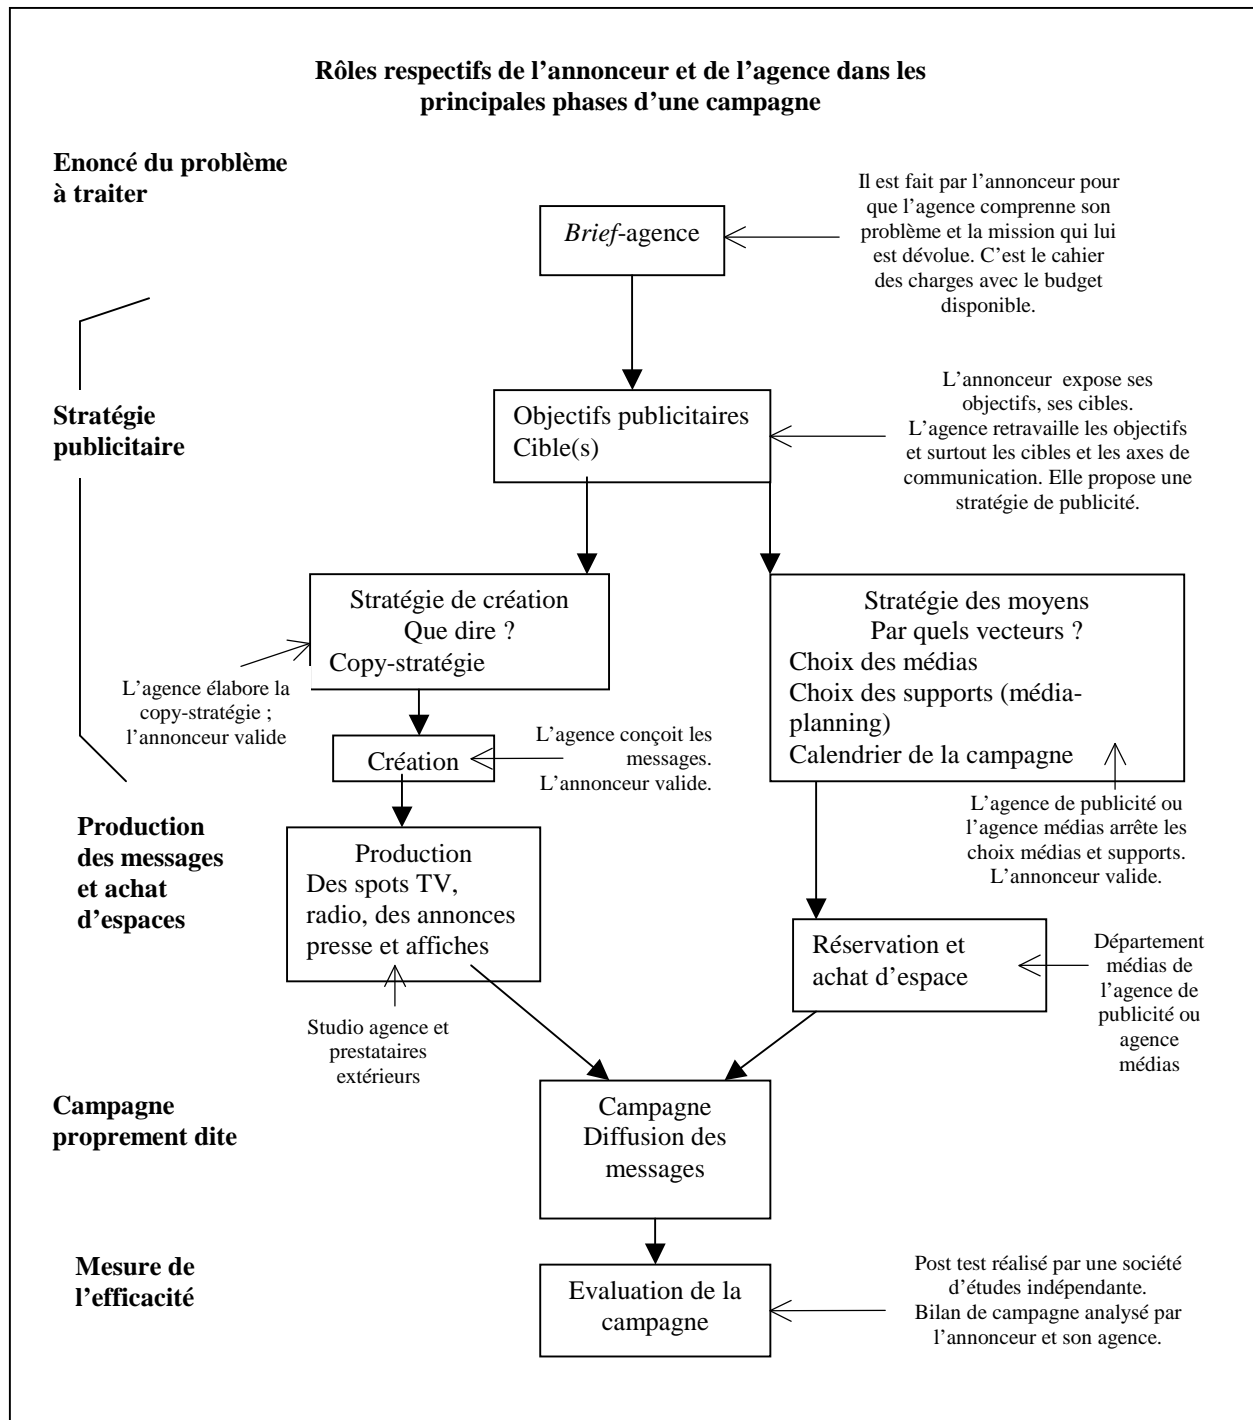 Rôles respectifs de l’annonceur et de l’agence dans les
principales phases d’une campagne
Enoncé du problème
à traiter
Brief-agence
Il est fait par l’annonceur pour
que l’agence comprenne son
problème et la mission qui lui
est dévolue. C’est le cahier
des charges avec le budget
disponible.
Stratégie
publicitaire
Objectifs publicitaires
Cible(s)
L’annonceur expose ses
objectifs, ses cibles.
L’agence retravaille les objectifs
et surtout les cibles et les axes de
communication. Elle propose une
stratégie de publicité.
Stratégie de création
Que dire ?
Copy-stratégie
L’agence élabore la
copy-stratégie ;
l’annonceur valide
Stratégie des moyens
Par quels vecteurs ?
Choix des médias
Choix des supports (média-
planning)
Calendrier de la campagne
Création
L’agence conçoit les
messages.
L’annonceur valide.
L’agence de publicité ou
l’agence médias arrête les
choix médias et supports.
L’annonceur valide.
Production
des messages
et achat
d’espaces
Production
Des spots TV,
radio, des annonces
presse et affiches
Studio agence et
prestataires
extérieurs
Réservation et
achat d’espace
Département
médias de
l’agence de
publicité ou
agence
médias
Campagne
proprement dite
Campagne
Diffusion des
messages
Mesure de
l’efficacité
Evaluation de la
campagne
Post test réalisé par une société
d’études indépendante.
Bilan de campagne analysé par
l’annonceur et son agence.